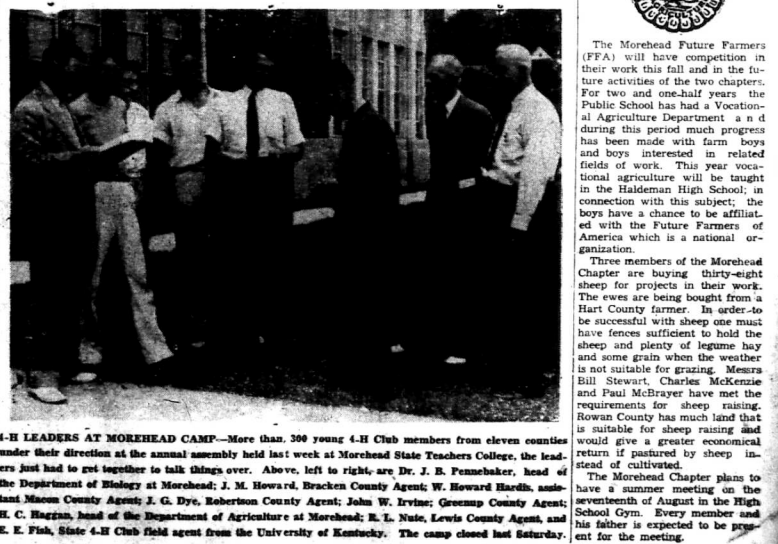 AGRICULTURE
The Morehead Future Farmers
(FFA) will have competition in
their work this fall and in the fu-
ture activities of the two chapters.
For two and one-half years the
Public School has had a Vocation-
al Agriculture Department a n d
during this period much progress
has been made with farm boys
and boys interested in related
fields of work. This year voca-
tional agriculture will be taught
in the Haldeman High School; in
connection with this subject; the
boys have a chance to be affiliat-
ed with the Future Farmers of
America which is a national or-
ganization.
Three members of the Morehead
Chapter are buying thirty-eight
sheep for projects in their work.
The ewes are being bought from a
Hart County farmer. In order to
be successful with sheep one must
have fences sufficient to hold the
sheep and plenty of legume hay
and some grain when the weather
is not suitable for grazing. Messrs
Bill Stewart, Charles McKenzie
and Paul McBrayer have met the
requirements for sheep raising.
Rowan County has much land that
is suitable for sheep raising and
would give a greater economical
return if pastured by sheep in-
stead of cultivated.
The Morehead Chapter plans to
have a summer meeting on the
seventeenth of August in the High
School Gym. Every member and
his father is expected to be pres-
ent for the meeting.
4-H LEADERS AT MOREHEAD CAMP—More than, 300 young 4-H Club members from eleven counties
under their direction at the annual assembly held last week at Morehead State Teachers College, the lead-
ers just had to get together to talk things over. Above, left to right, are Dr. J. B. Pennebaker, head of
the Department of Biology at Morehead; J. M. Howard, Bracken County Agent; W. Howard Hardis, assis-
tant Macon County Agent; J. G. Dye, Robertson County Agent; John W. Irvine; Greenup County Agent;
H. C. Haggan, head of the Department of Agriculture at Morehead; R. L. Nute, Lewis County Agent, and
E. E. Fish, State 4-H Club field agent from the University of Kentucky. The camp closed last Saturday.